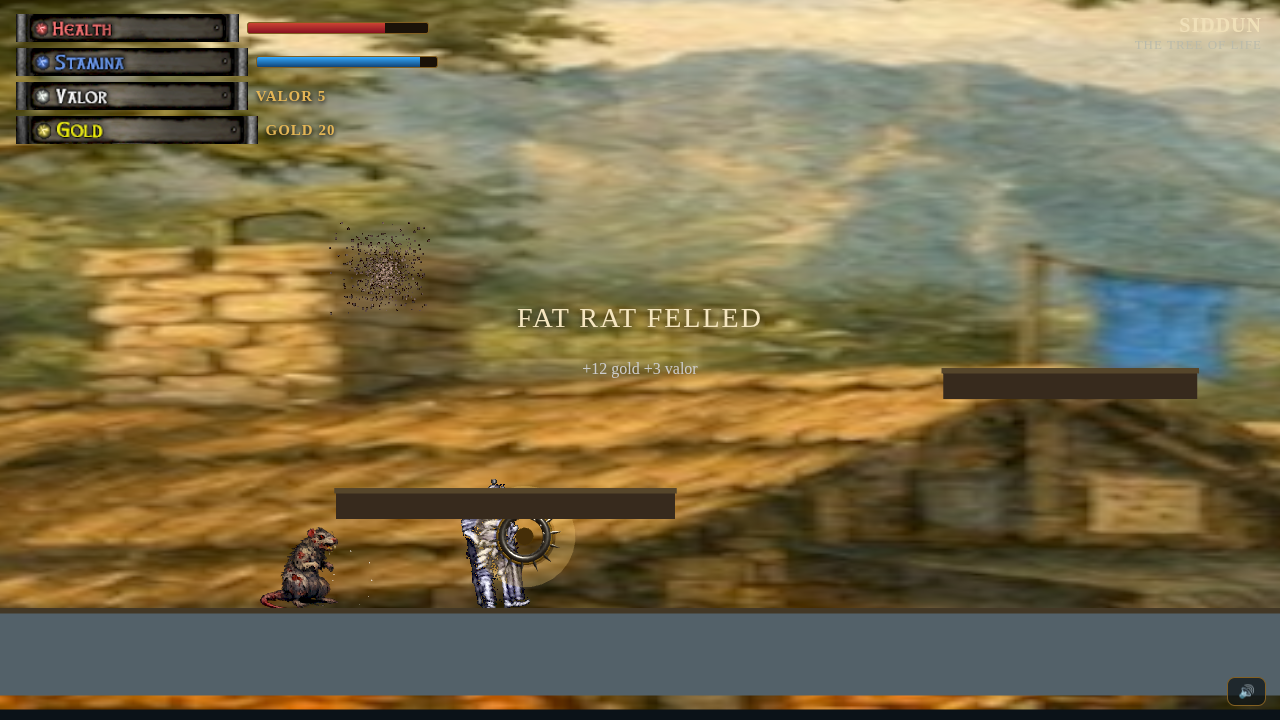 Health
Stamina
Valor
VALOR 5
Gold
GOLD 20
SIDDUN
THE TREE OF LIFE
FAT RAT FELLED
+12 gold +3 valor